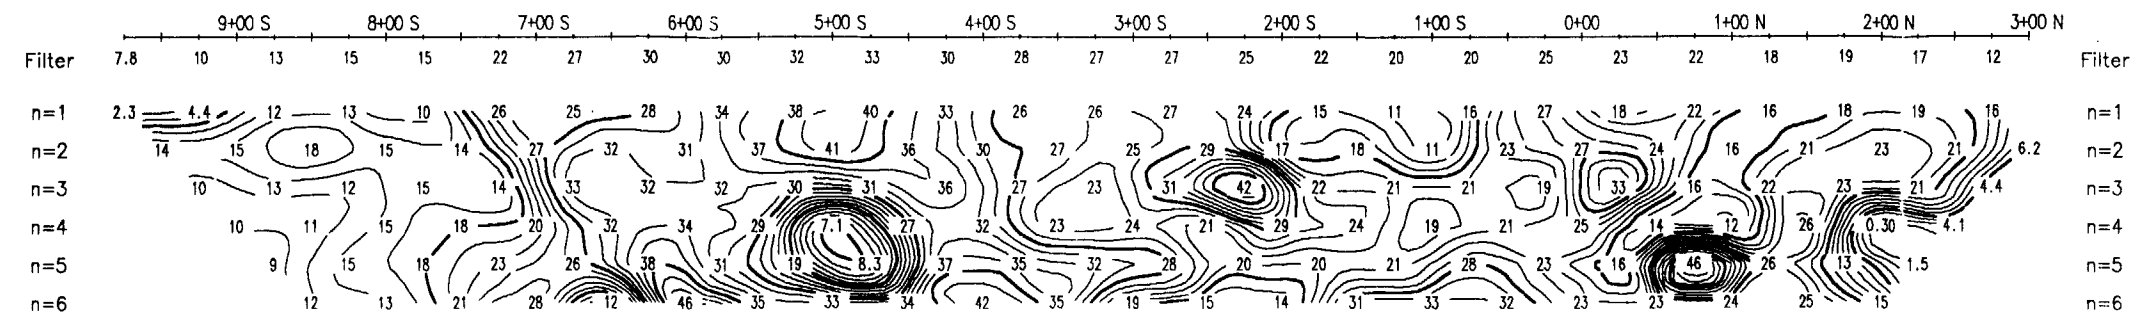 9+00 S 8+00 S 7+00 S 6+00 S 5+00 S 4+00 S 3+00 S 2+00 S 1+00 S 0+00 1+00 N 2+00 N 3+00 N
Filter 7.8 10 13 15 15 22 27 30 30 32 33 30 28 27 27 25 22 20 20 25 23 22 18 19 17 12 Filter
n=1 2.3 4.4 12 13 10 26 25 28 34 38 40 33 26 26 27 24 15 11 16 27 18 22 16 18 19 16 n=1
n=2 14 15 18 15 14 27 32 31 37 41 36 30 27 25 29 17 18 11 23 27 24 16 21 23 21 6.2 n=2
n=3 10 13 12 15 14 33 32 32 30 31 36 27 23 31 42 22 21 21 19 33 16 22 23 21 4.4 n=3
n=4 10 11 15 18 20 32 34 29 7.1 27 32 23 24 21 29 24 19 21 25 14 12 26 0.30 4.1 n=4
n=5 9 15 18 23 26 38 31 19 8.3 37 35 32 28 20 20 21 28 23 16 46 26 13 1.5 n=5
n=6 12 13 21 28 12 46 35 33 34 42 35 19 15 14 31 33 32 23 23 24 25 15 n=6